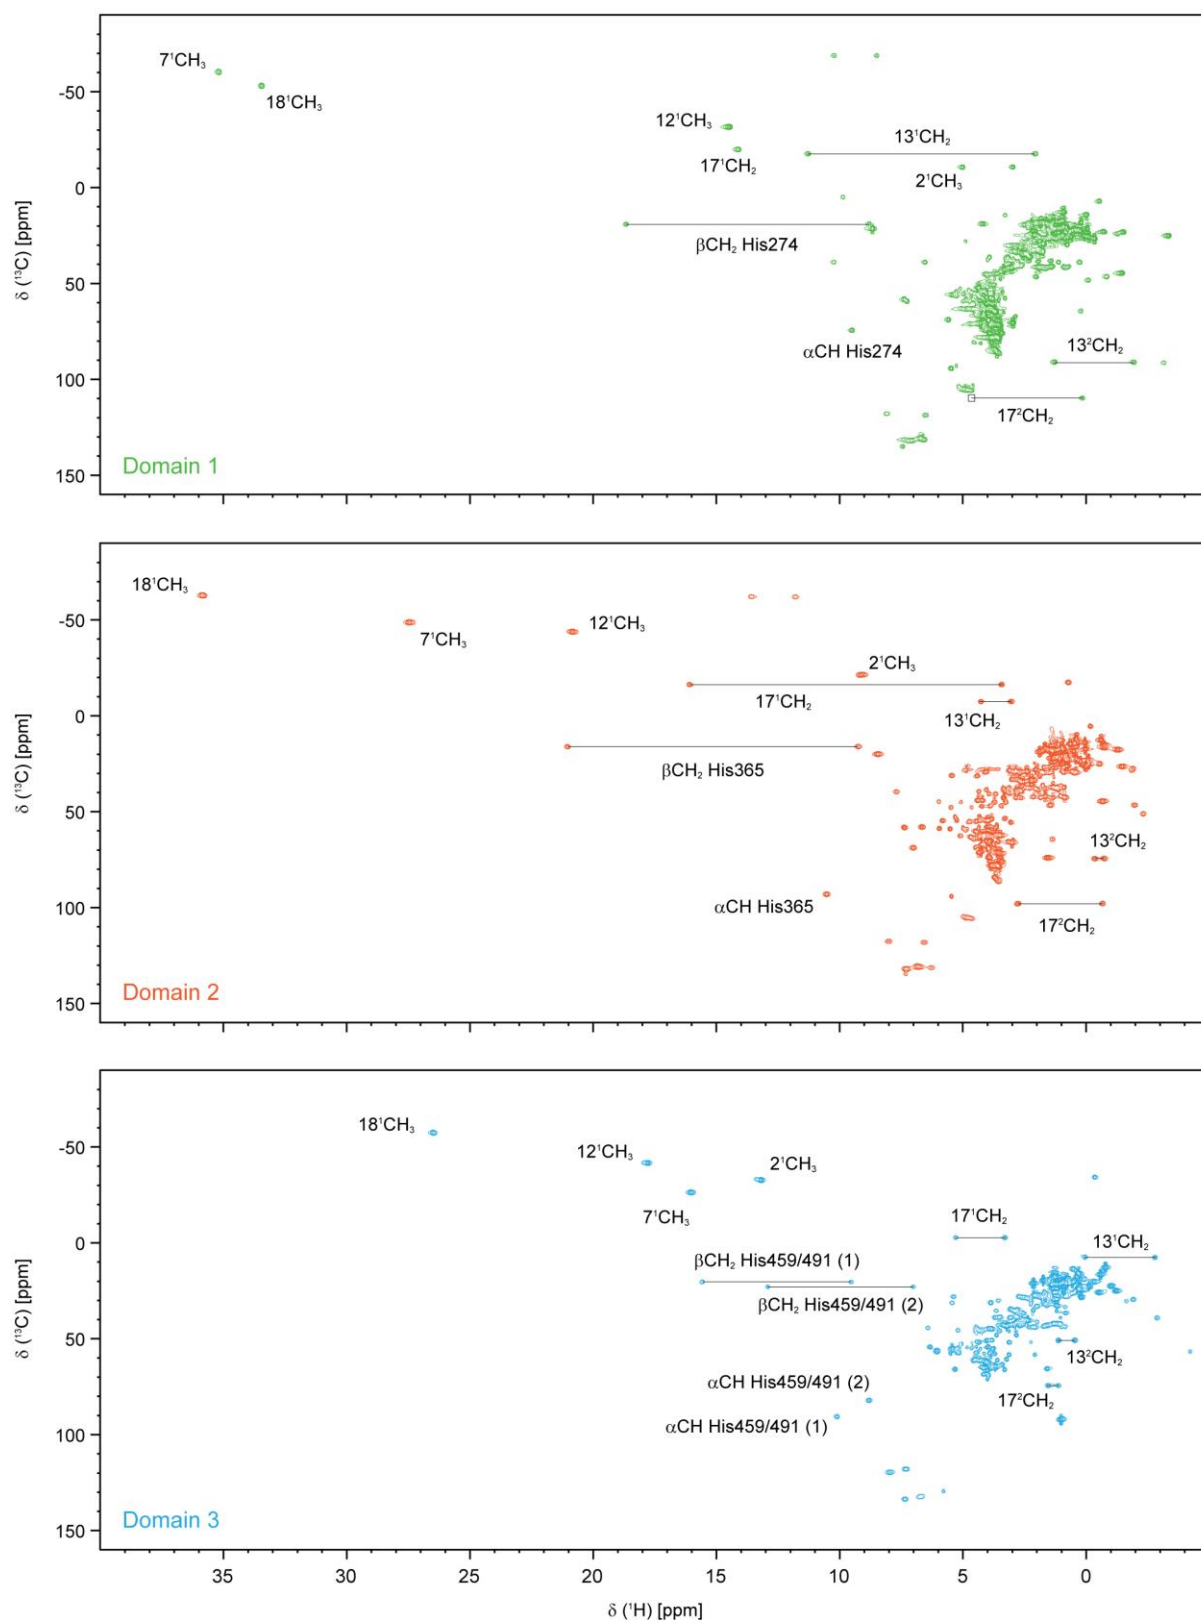 7¹CH₃
18¹CH₃
12¹CH₃
13¹CH₂
17¹CH₂
2¹CH₃
βCH₂ His274
αCH His274
13²CH₂
17²CH₂
Domain 1
-50
0
50
100
150
δ (¹³C) [ppm]
18¹CH₃
7¹CH₃
12¹CH₃
2¹CH₃
17¹CH₂
13¹CH₂
βCH₂ His365
13²CH₂
αCH His365
17²CH₂
Domain 2
-50
0
50
100
150
δ (¹³C) [ppm]
18¹CH₃
12¹CH₃
2¹CH₃
7¹CH₃
17¹CH₂
13¹CH₂
βCH₂ His459/491 (1)
βCH₂ His459/491 (2)
13²CH₂
αCH His459/491 (2)
17²CH₂
αCH His459/491 (1)
Domain 3
-50
0
50
100
150
δ (¹³C) [ppm]
35 30 25 20 15 10 5 0
δ (¹H) [ppm]